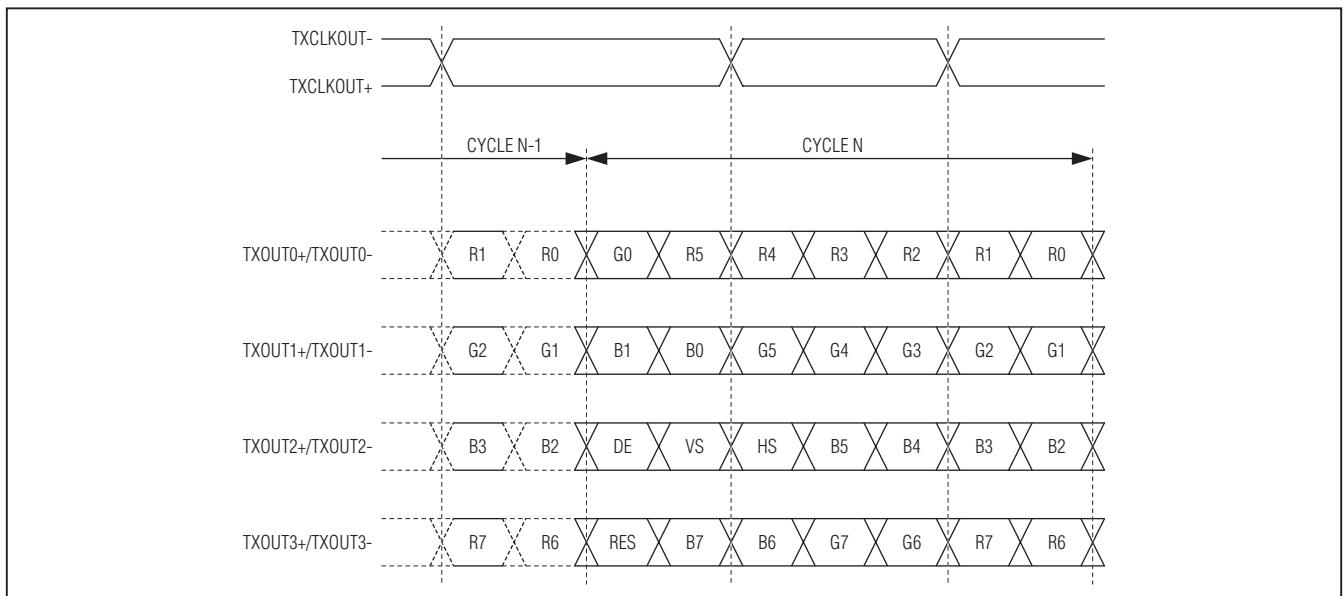 TXCLKOUT-
TXCLKOUT+
CYCLE N-1 CYCLE N
TXOUT0+/TXOUT0- R1 R0 G0 R5 R4 R3 R2 R1 R0
TXOUT1+/TXOUT1- G2 G1 B1 B0 G5 G4 G3 G2 G1
TXOUT2+/TXOUT2- B3 B2 DE VS HS B5 B4 B3 B2
TXOUT3+/TXOUT3- R7 R6 RES B7 B6 G7 G6 R7 R6